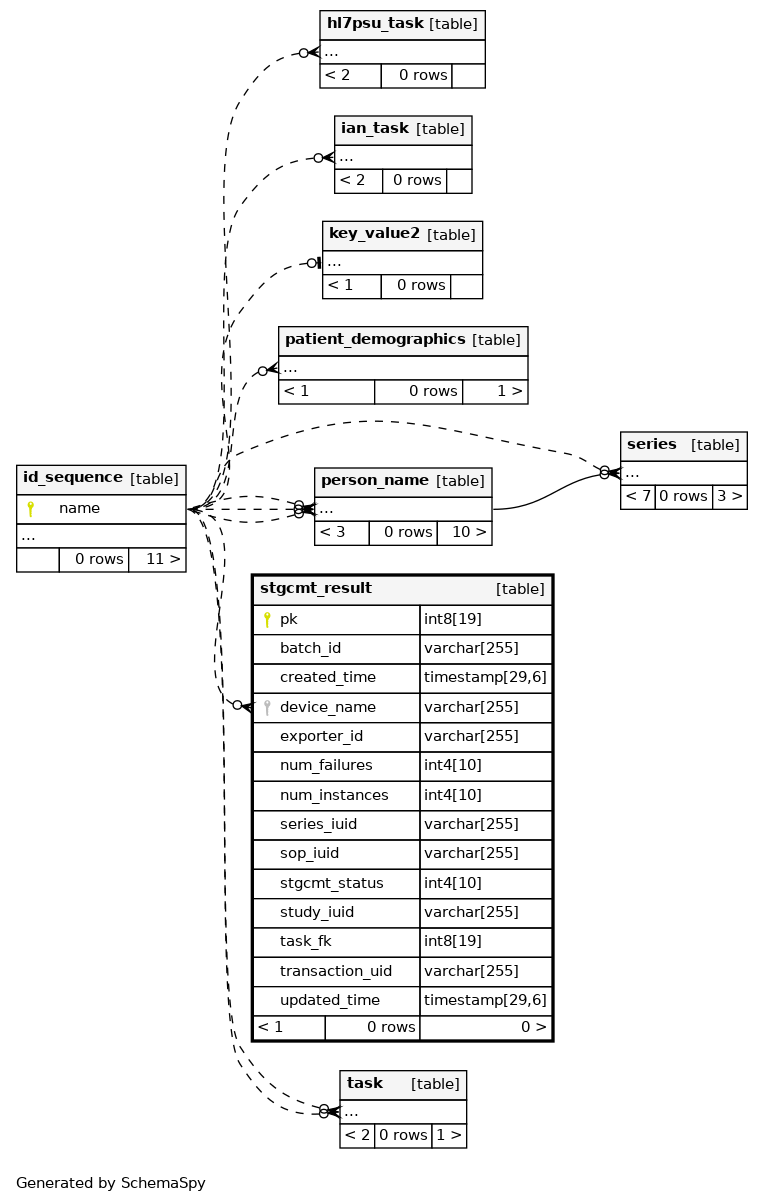 hl7psu_task [table]
...
< 2 0 rows
ian_task [table]
...
< 2 0 rows
key_value2 [table]
...
< 1 0 rows
patient_demographics [table]
...
< 1 0 rows 1 >
series [table]
...
< 7 0 rows 3 >
id_sequence [table]
name
...
0 rows 11 >
person_name [table]
...
< 3 0 rows 10 >
stgcmt_result [table]
pk int8[19]
batch_id varchar[255]
created_time timestamp[29,6]
device_name varchar[255]
exporter_id varchar[255]
num_failures int4[10]
num_instances int4[10]
series_iuid varchar[255]
sop_iuid varchar[255]
stgcmt_status int4[10]
study_iuid varchar[255]
task_fk int8[19]
transaction_uid varchar[255]
updated_time timestamp[29,6]
< 1 0 rows 0 >
task [table]
...
< 2 0 rows 1 >
Generated by SchemaSpy